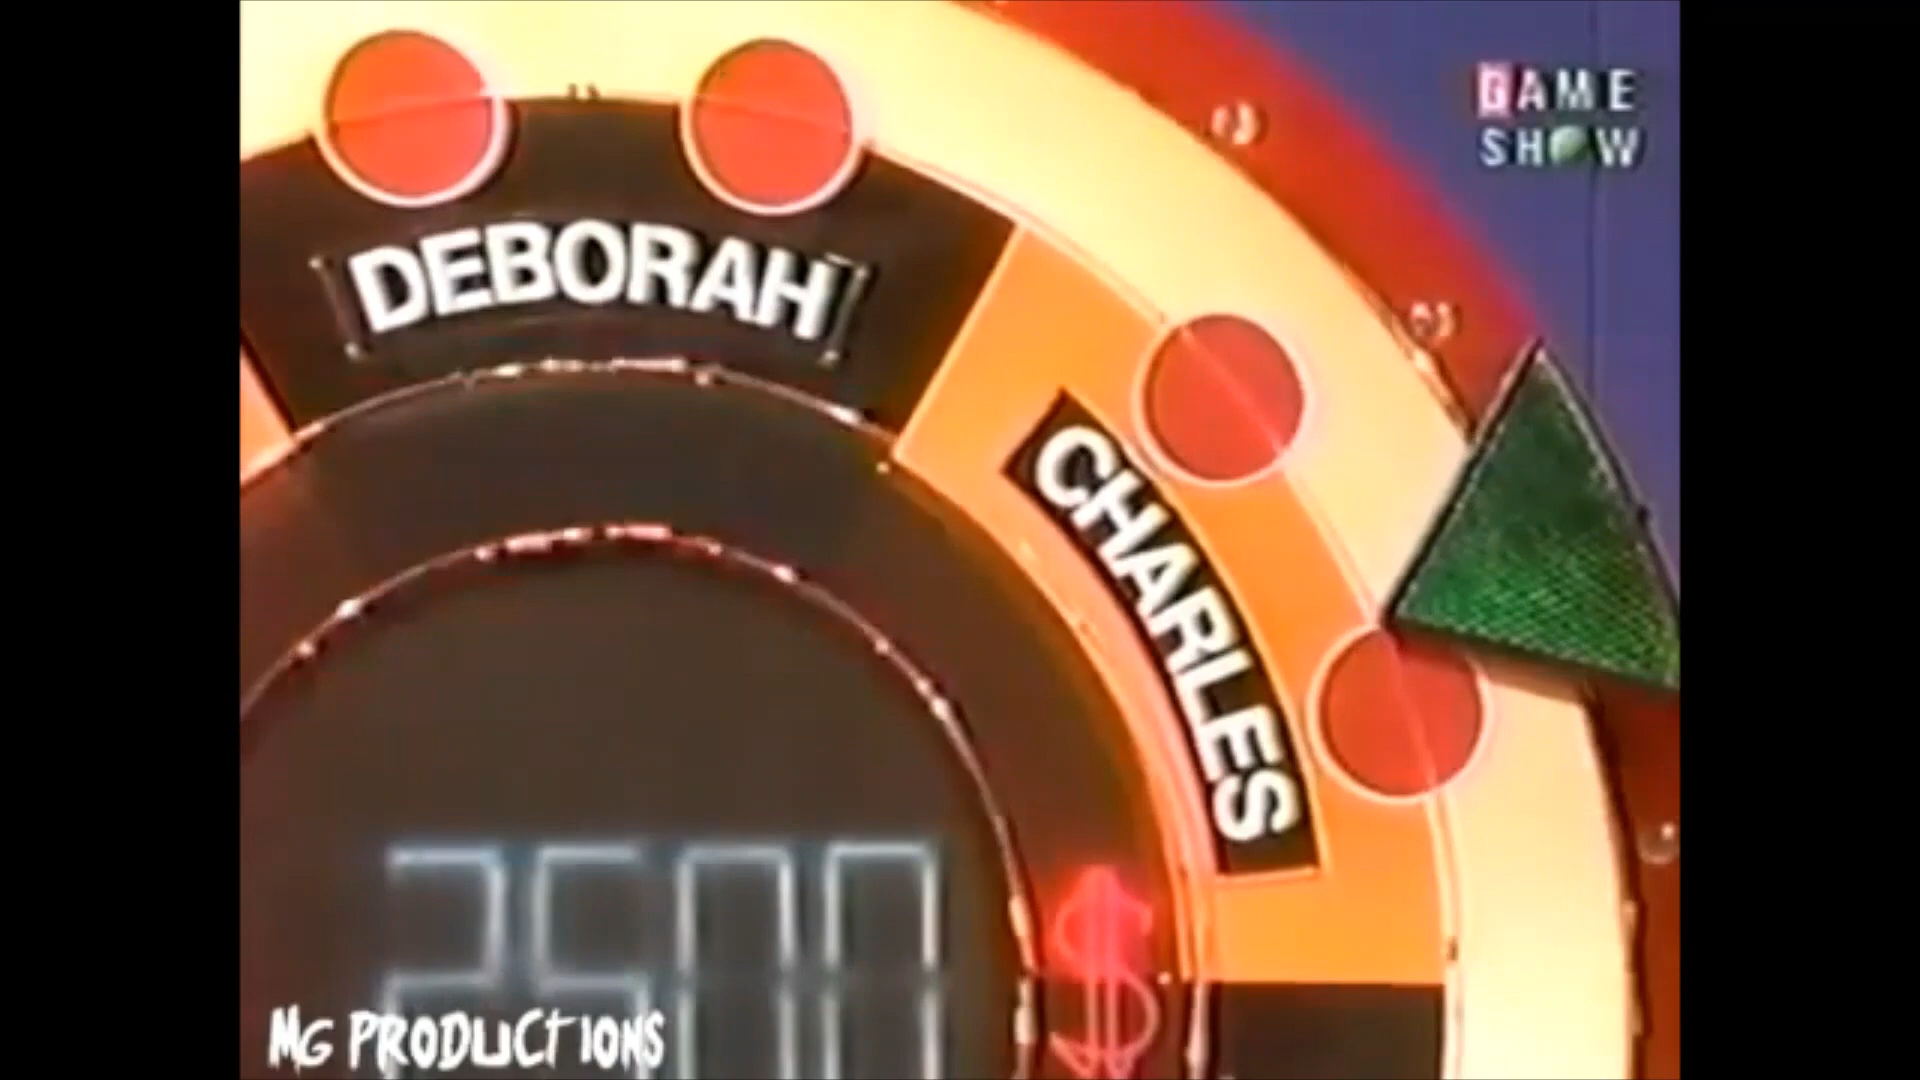 GAME
SHOW
DEBORAH
CHARLES
2500
$
MG PRODUCTIONS